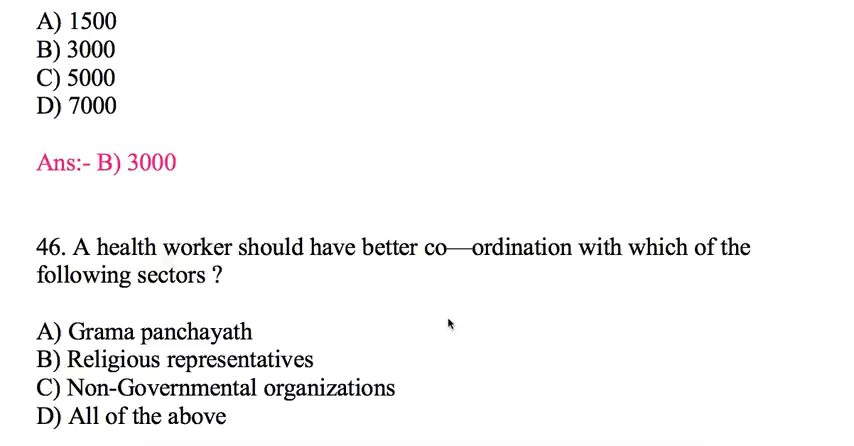 A) 1500
B) 3000
C) 5000
D) 7000
Ans:- B) 3000
46. A health worker should have better co—ordination with which of the
following sectors ?
A) Grama panchayath
B) Religious representatives
C) Non-Governmental organizations
D) All of the above